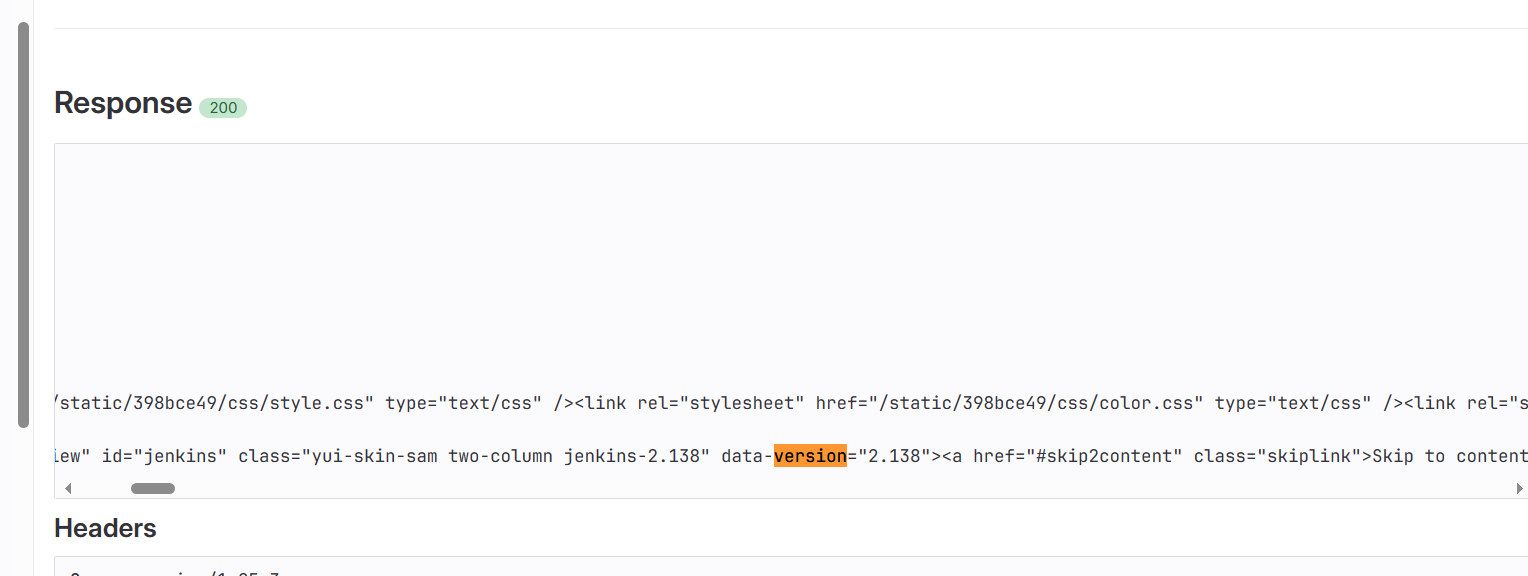 Response 200
/static/398bce49/css/style.css" type="text/css" /><link rel="stylesheet" href="/static/398bce49/css/color.css" type="text/css" /><link rel="s
iew" id="jenkins" class="yui-skin-sam two-column jenkins-2.138" data-version="2.138"><a href="#skip2content" class="skiplink">Skip to content
Headers